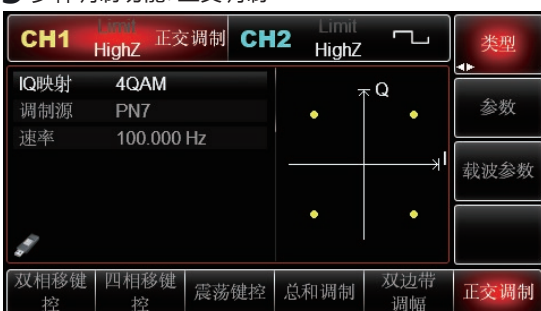 CH1 Limit HighZ 正交调制 CH2 Limit HighZ
类型
IQ映射 4QAM
调制源 PN7
速率 100.000 Hz
Q
I
参数
载波参数
双相移键控 四相移键控 震荡键控 总和调制 双边带调幅 正交调制